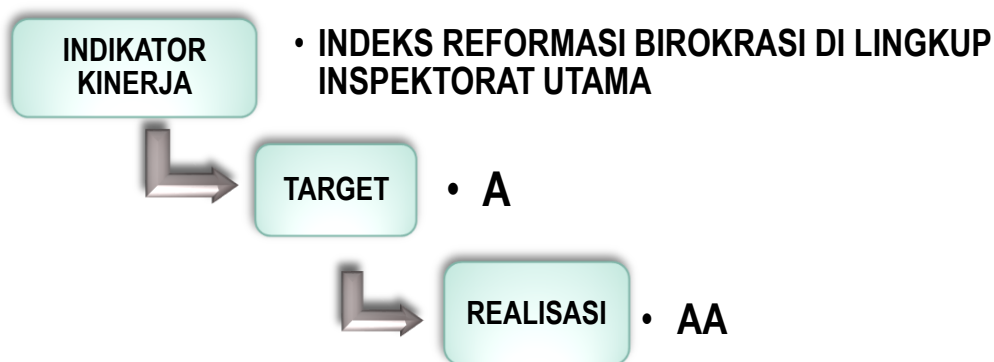 INDIKATOR
KINERJA
• INDEKS REFORMASI BIROKRASI DI LINGKUP
INSPEKTORAT UTAMA
TARGET
• A
REALISASI
• AA